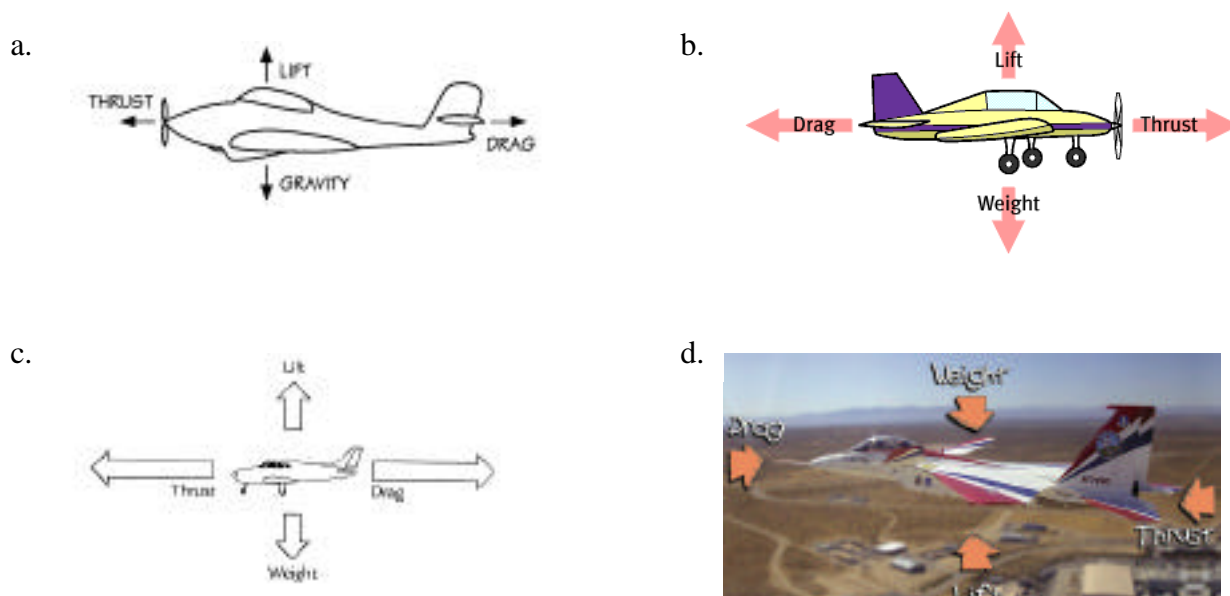 a.
LIFT
THRUST
DRAG
GRAVITY
b.
Lift
Drag
Thrust
Weight
c.
Lift
Thrust
Drag
Weight
d.
Weight
Drag
Thrust
Lift